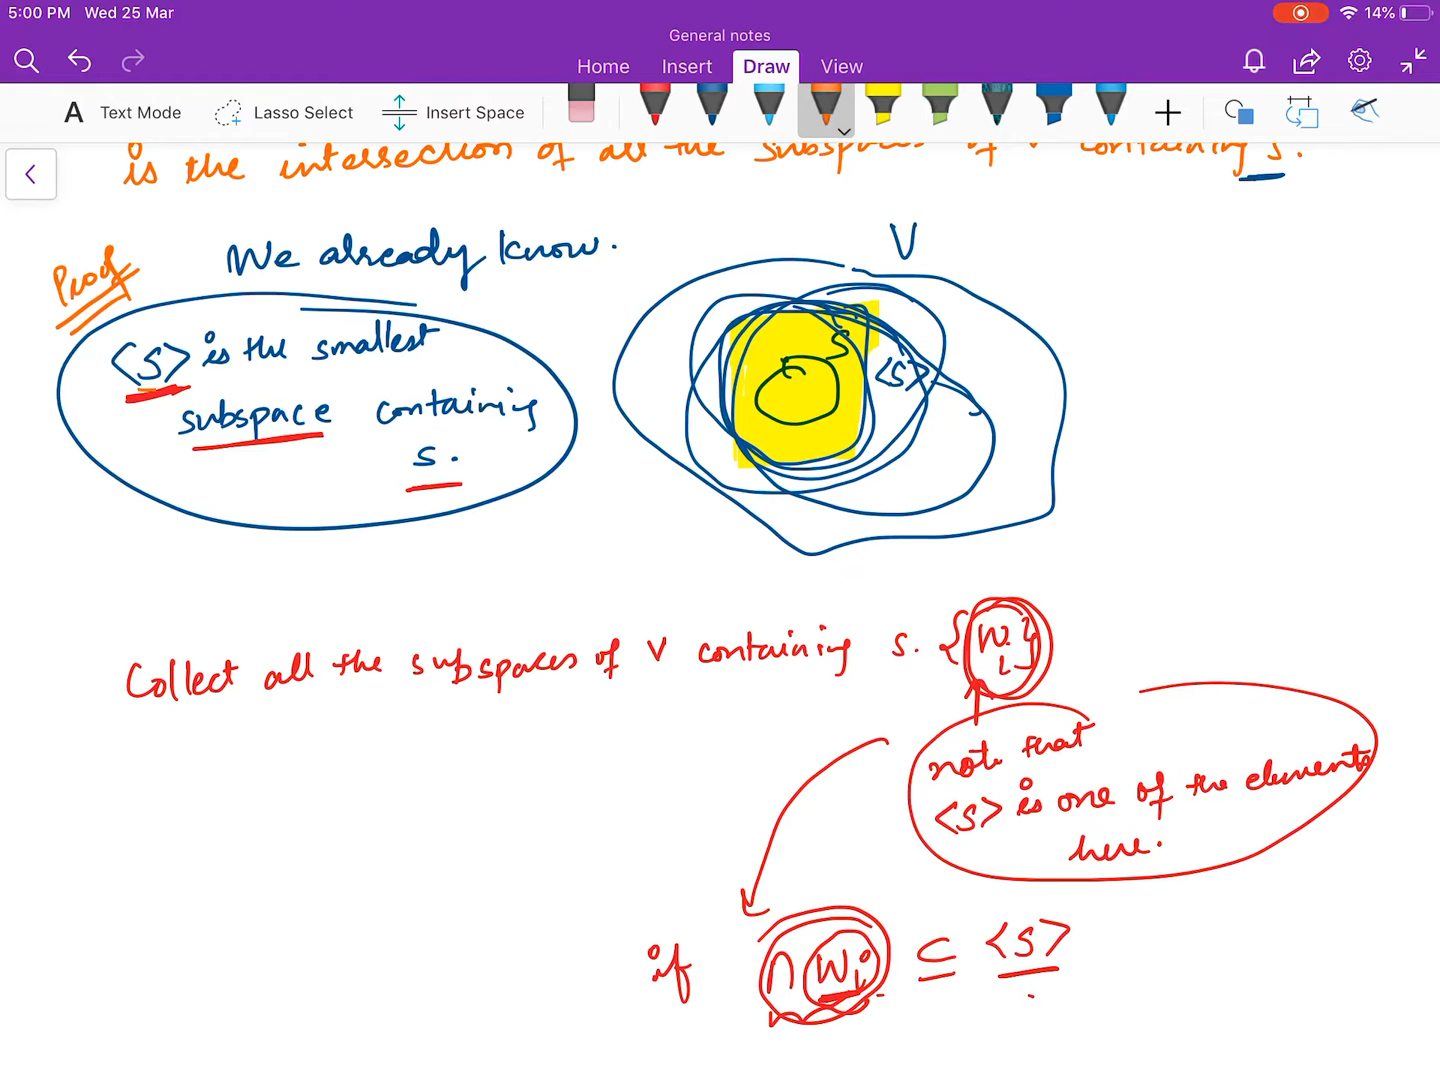 5:00 PM Wed 25 Mar
14%
General notes
Home Insert Draw View
A Text Mode Lasso Select Insert Space
is the intersection of all the subspaces of V containing S.
Proof
We already know.
V
<S> is the smallest
subspace containing
S.
S
<S>
Collect all the subspaces of V containing S. {Wi}
note that
<S> is one of the elements
here.
if ∩ Wi ⊆ <S>